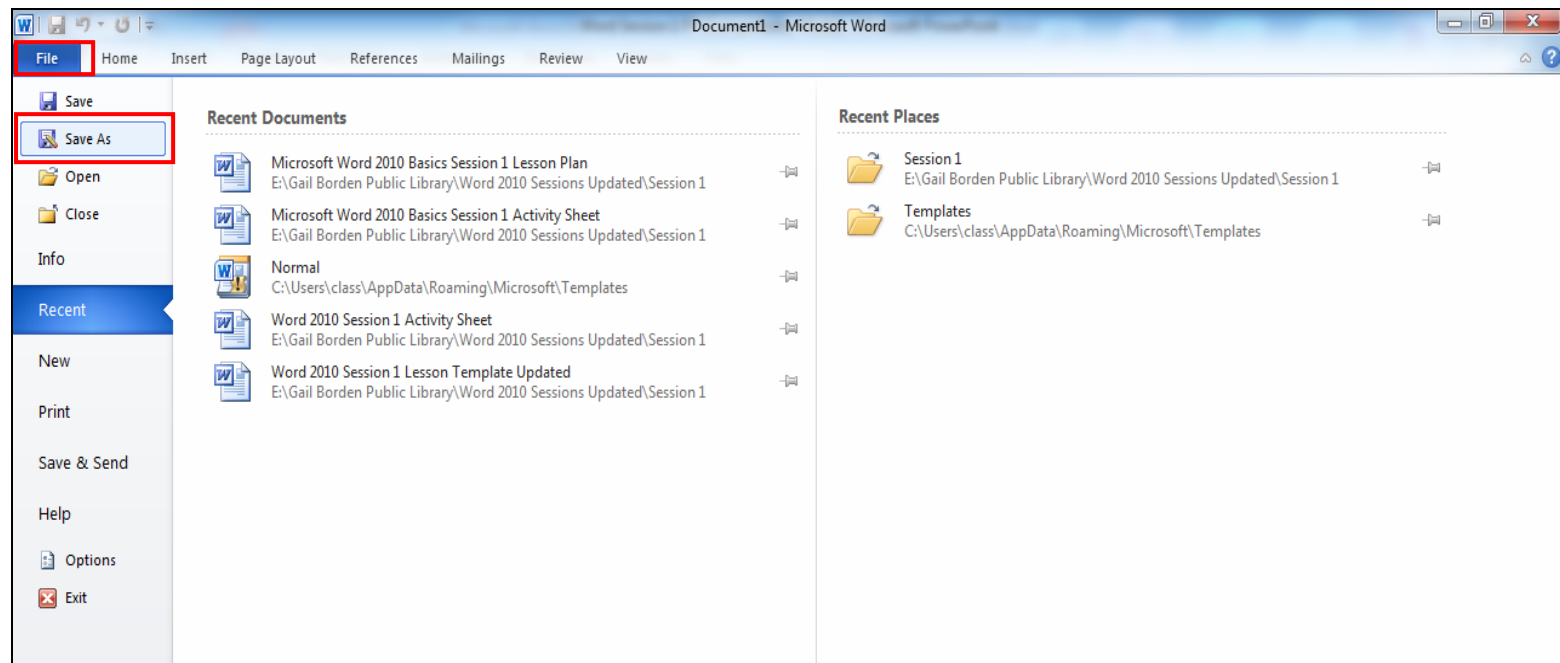 Document1 - Microsoft Word
File Home Insert Page Layout References Mailings Review View
Save
Save As
Open
Close
Info
Recent
New
Print
Save & Send
Help
Options
Exit
Recent Documents
Microsoft Word 2010 Basics Session 1 Lesson Plan
E:\Gail Borden Public Library\Word 2010 Sessions Updated\Session 1
Microsoft Word 2010 Basics Session 1 Activity Sheet
E:\Gail Borden Public Library\Word 2010 Sessions Updated\Session 1
Normal
C:\Users\class\AppData\Roaming\Microsoft\Templates
Word 2010 Session 1 Activity Sheet
E:\Gail Borden Public Library\Word 2010 Sessions Updated\Session 1
Word 2010 Session 1 Lesson Template Updated
E:\Gail Borden Public Library\Word 2010 Sessions Updated\Session 1
Recent Places
Session 1
E:\Gail Borden Public Library\Word 2010 Sessions Updated\Session 1
Templates
C:\Users\class\AppData\Roaming\Microsoft\Templates